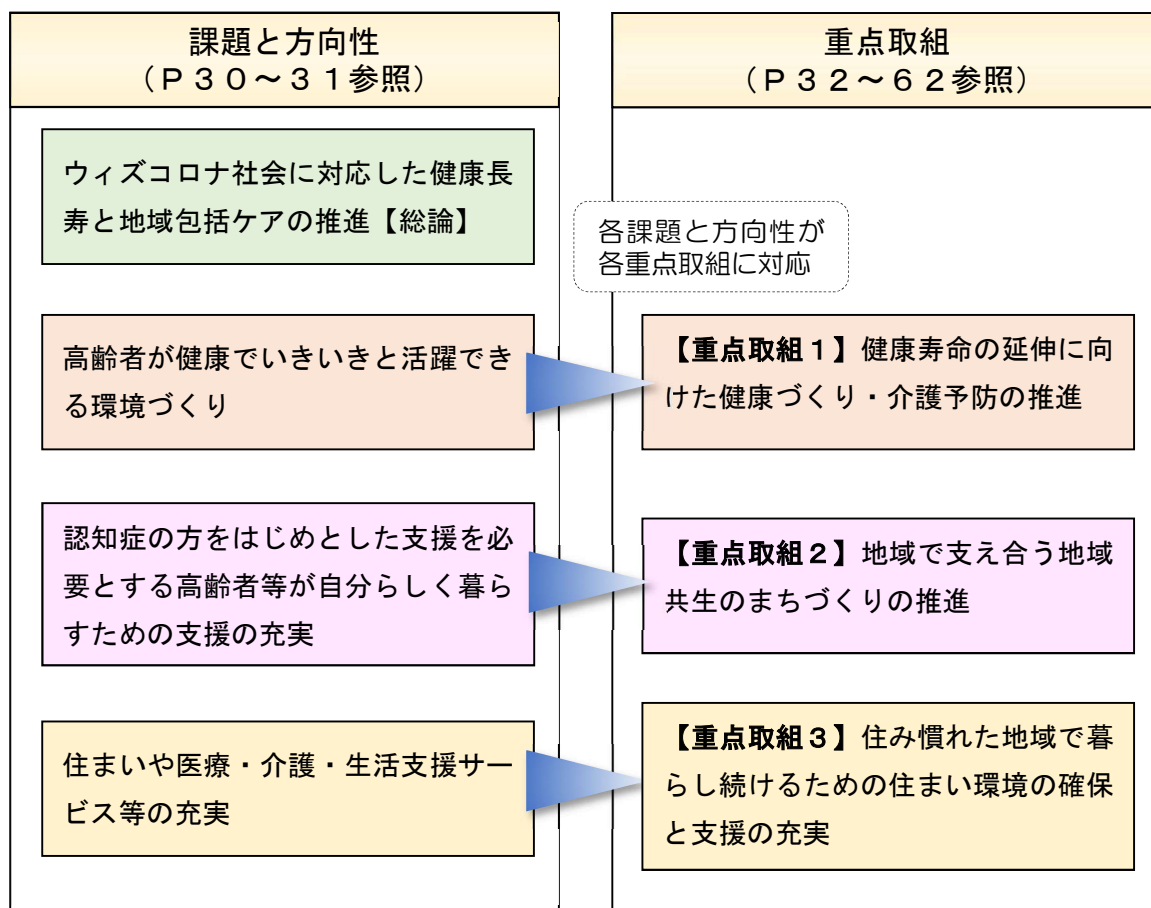 課題と方向性
（Ｐ３０～３１参照）
ウィズコロナ社会に対応した健康長
寿と地域包括ケアの推進【総論】
高齢者が健康でいきいきと活躍でき
る環境づくり
認知症の方をはじめとした支援を必
要とする高齢者等が自分らしく暮ら
すための支援の充実
住まいや医療・介護・生活支援サー
ビス等の充実
各課題と方向性が
各重点取組に対応
重点取組
（Ｐ３２～６２参照）
【重点取組１】健康寿命の延伸に向
けた健康づくり・介護予防の推進
【重点取組２】地域で支え合う地域
共生のまちづくりの推進
【重点取組３】住み慣れた地域で暮
らし続けるための住まい環境の確保
と支援の充実